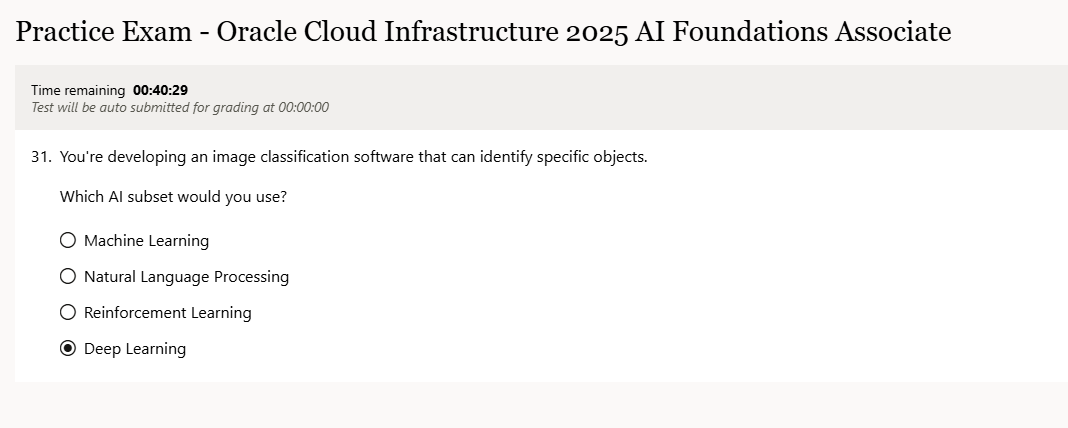 Practice Exam - Oracle Cloud Infrastructure 2025 AI Foundations Associate
Time remaining 00:40:29
Test will be auto submitted for grading at 00:00:00
31. You're developing an image classification software that can identify specific objects.
Which AI subset would you use?
Machine Learning
Natural Language Processing
Reinforcement Learning
Deep Learning